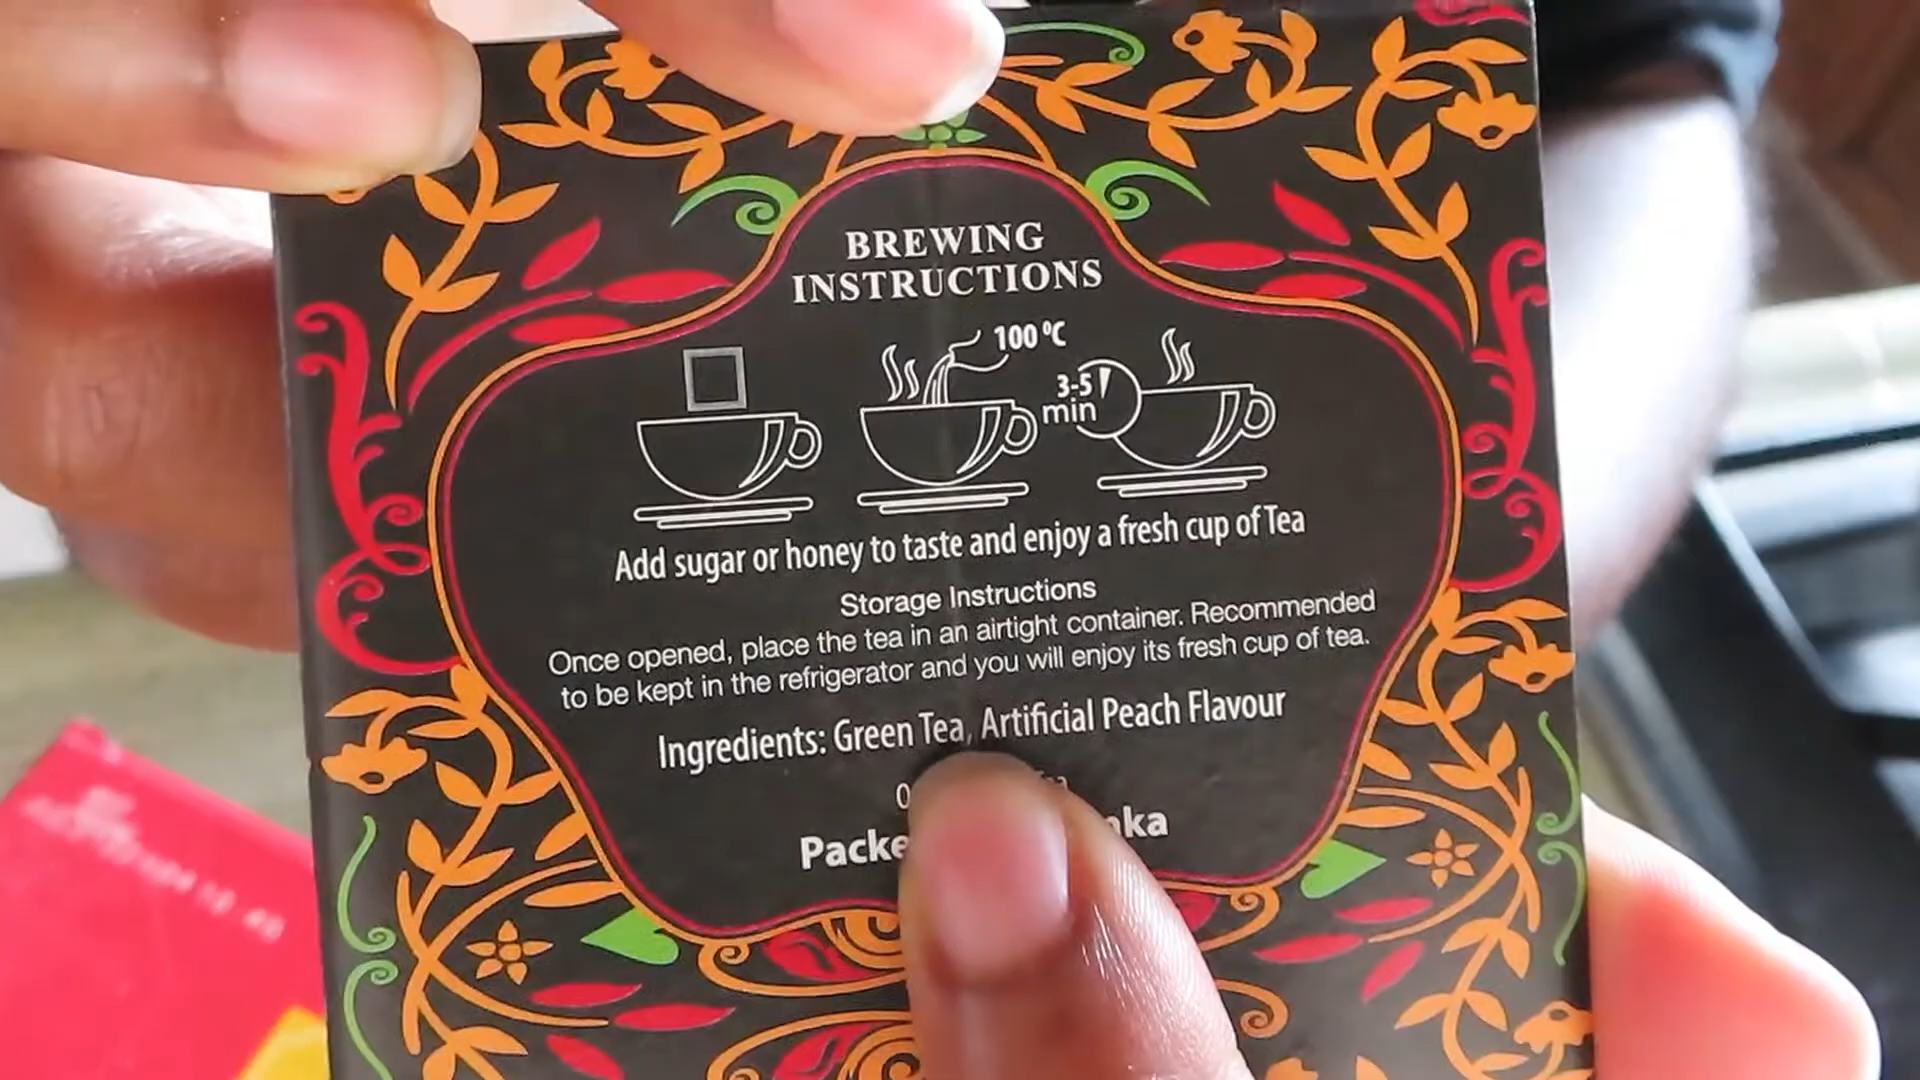 BREWING
INSTRUCTIONS
100 ºC
3-5
min
Add sugar or honey to taste and enjoy a fresh cup of Tea
Storage Instructions
Once opened, place the tea in an airtight container. Recommended
to be kept in the refrigerator and you will enjoy its fresh cup of tea.
Ingredients: Green Tea, Artificial Peach Flavour